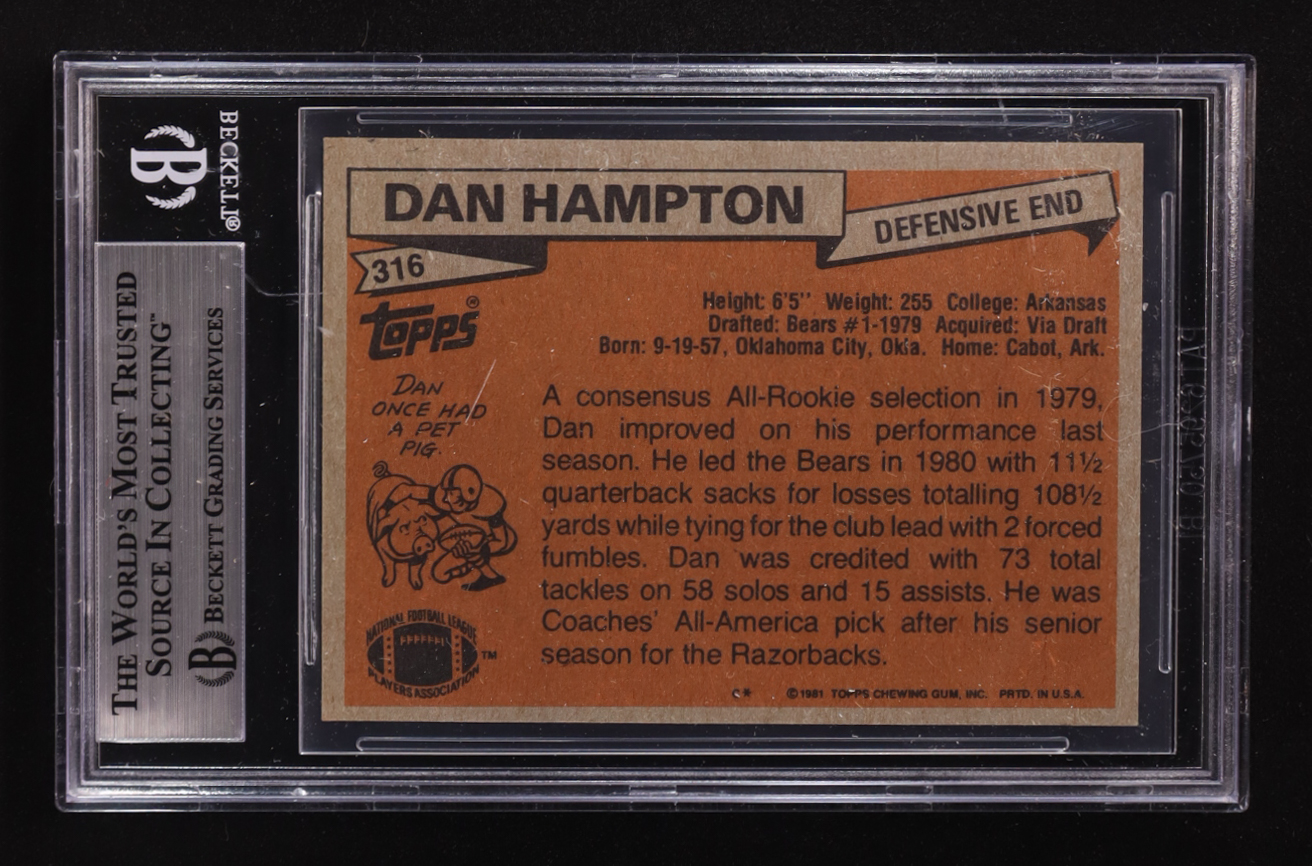 BECKETT®
B
THE WORLD'S MOST TRUSTED
SOURCE IN COLLECTING™
B BECKETT GRADING SERVICES
DAN HAMPTON
DEFENSIVE END
316
topps®
Height: 6'5'' Weight: 255 College: Arkansas
Drafted: Bears #1-1979 Acquired: Via Draft
Born: 9-19-57, Oklahoma City, Okla. Home: Cabot, Ark.
DAN
ONCE HAD
A PET
PIG.
A consensus All-Rookie selection in 1979,
Dan improved on his performance last
season. He led the Bears in 1980 with 11½
quarterback sacks for losses totalling 108½
yards while tying for the club lead with 2 forced
fumbles. Dan was credited with 73 total
tackles on 58 solos and 15 assists. He was
Coaches' All-America pick after his senior
season for the Razorbacks.
NATIONAL FOOTBALL LEAGUE
PLAYERS ASSOCIATION
™
©1981 TOPPS CHEWING GUM, INC. PRTD. IN U.S.A.